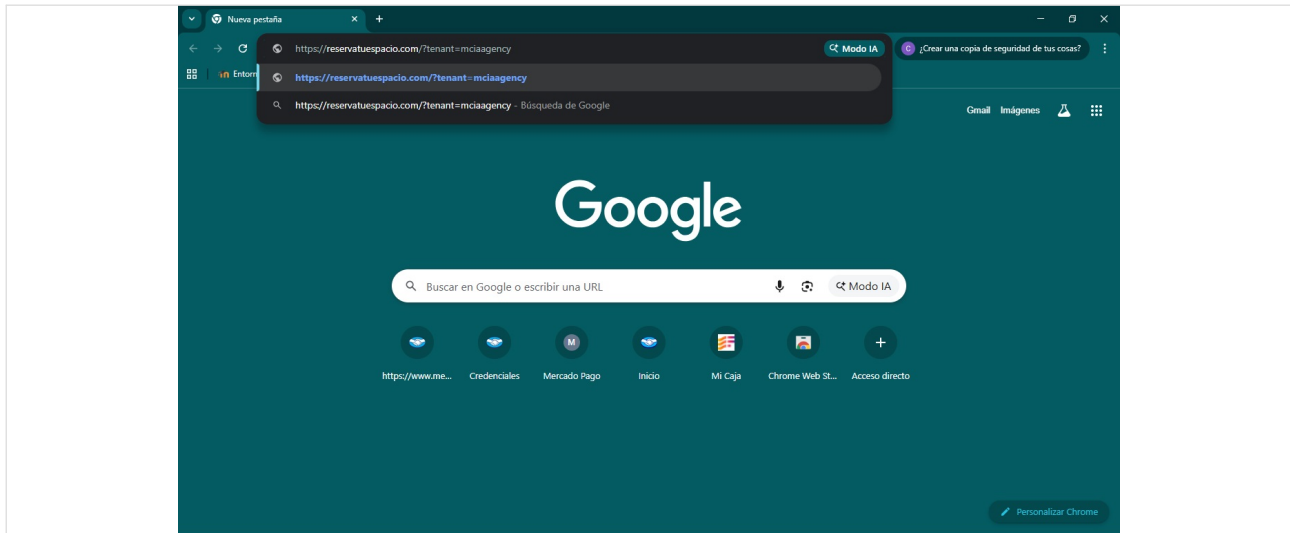 Nueva pestaña
https://reservatuespacio.com/?tenant=mciaagency
Modo IA
C
¿Crear una copia de seguridad de tus cosas?
Entorn
https://reservatuespacio.com/?tenant=mciaagency
https://reservatuespacio.com/?tenant=mciaagency - Búsqueda de Google
Gmail Imágenes
Google
Buscar en Google o escribir una URL Modo IA
M
https://www.me... Credenciales Mercado Pago Inicio Mi Caja Chrome Web St... Acceso directo
Personalizar Chrome